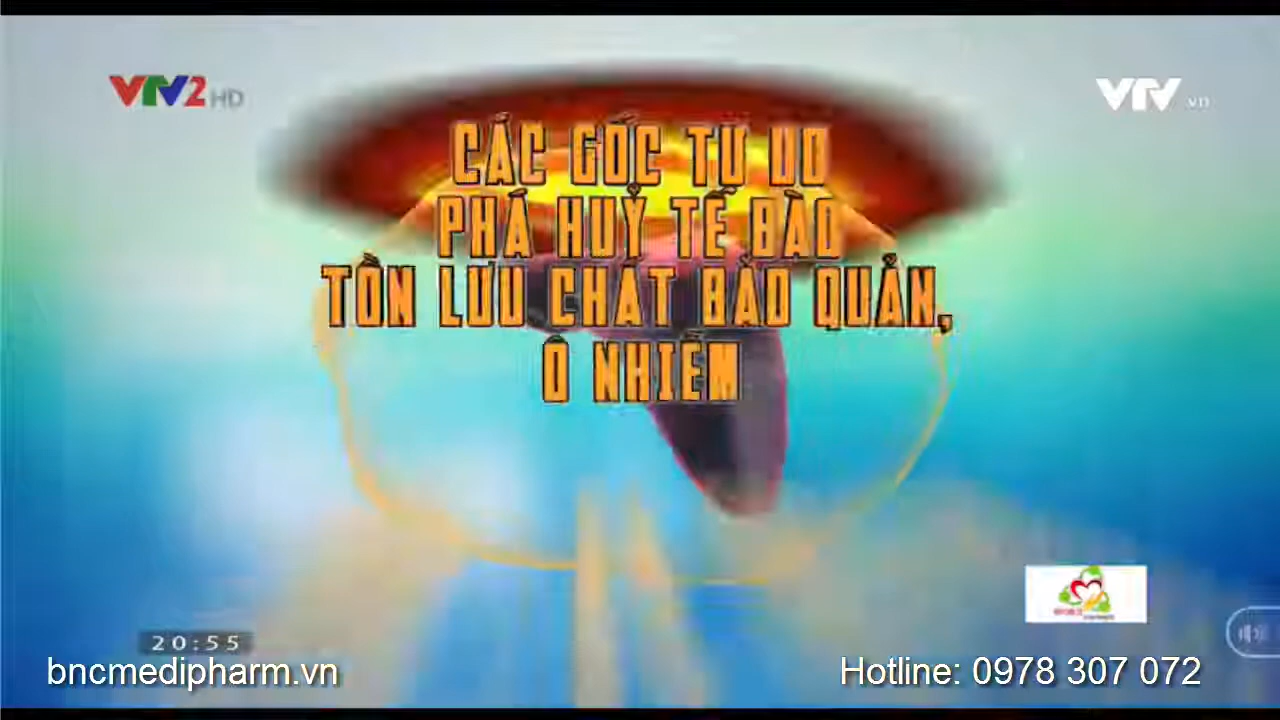 VTV2 HD
VTV.vn
CÁC GỐC TỰ DO
PHÁ HUỶ TẾ BÀO
TỒN LƯU CHẤT BẢO QUẢN,
Ô NHIỄM
20:55
bncmedipharm.vn
Hotline: 0978 307 072